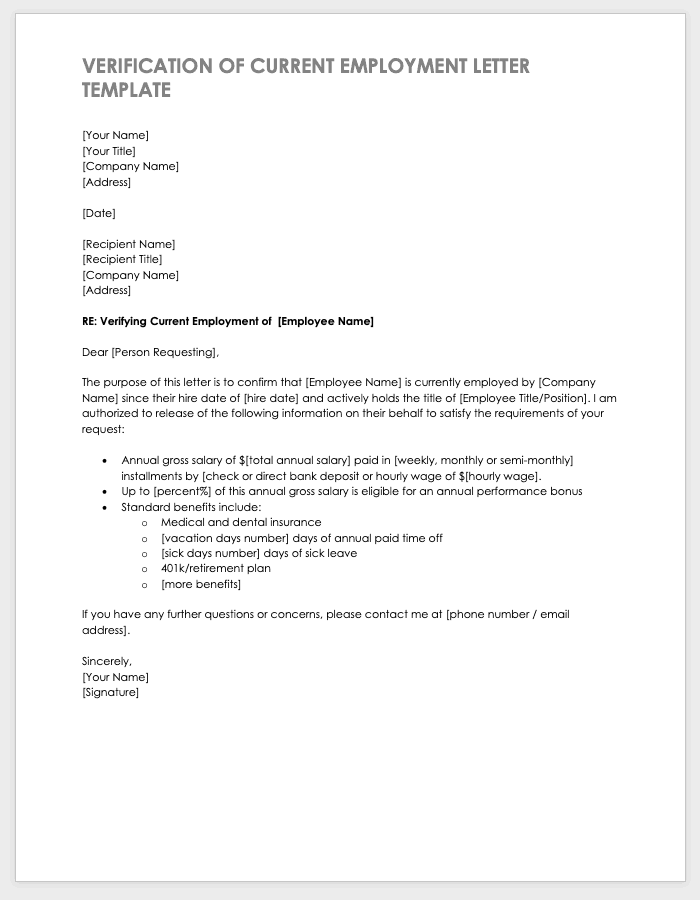 VERIFICATION OF CURRENT EMPLOYMENT LETTER
TEMPLATE
[Your Name]
[Your Title]
[Company Name]
[Address]
[Date]
[Recipient Name]
[Recipient Title]
[Company Name]
[Address]
RE: Verifying Current Employment of  [Employee Name]
Dear [Person Requesting],
The purpose of this letter is to confirm that [Employee Name] is currently employed by [Company
Name] since their hire date of [hire date] and actively holds the title of [Employee Title/Position]. I am
authorized to release of the following information on their behalf to satisfy the requirements of your
request:
• Annual gross salary of $[total annual salary] paid in [weekly, monthly or semi-monthly]
installments by [check or direct bank deposit or hourly wage of $[hourly wage].
• Up to [percent%] of this annual gross salary is eligible for an annual performance bonus
• Standard benefits include:
o Medical and dental insurance
o [vacation days number] days of annual paid time off
o [sick days number] days of sick leave
o 401k/retirement plan
o [more benefits]
If you have any further questions or concerns, please contact me at [phone number / email
address].
Sincerely,
[Your Name]
[Signature]